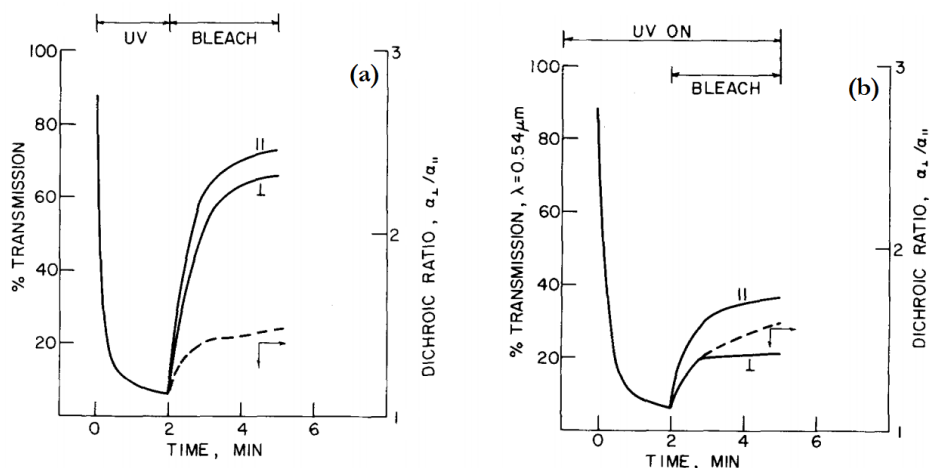 UV BLEACH
(a)
% TRANSMISSION
100
80
60
40
20
||
⊥
3
2
1
DICHROIC RATIO, α⊥/α||
0 2 4 6
TIME, MIN
UV ON
BLEACH
(b)
% TRANSMISSION, λ=0.54μm
100
80
60
40
20
||
⊥
3
2
1
DICHROIC RATIO, α⊥/α||
0 2 4 6
TIME, MIN